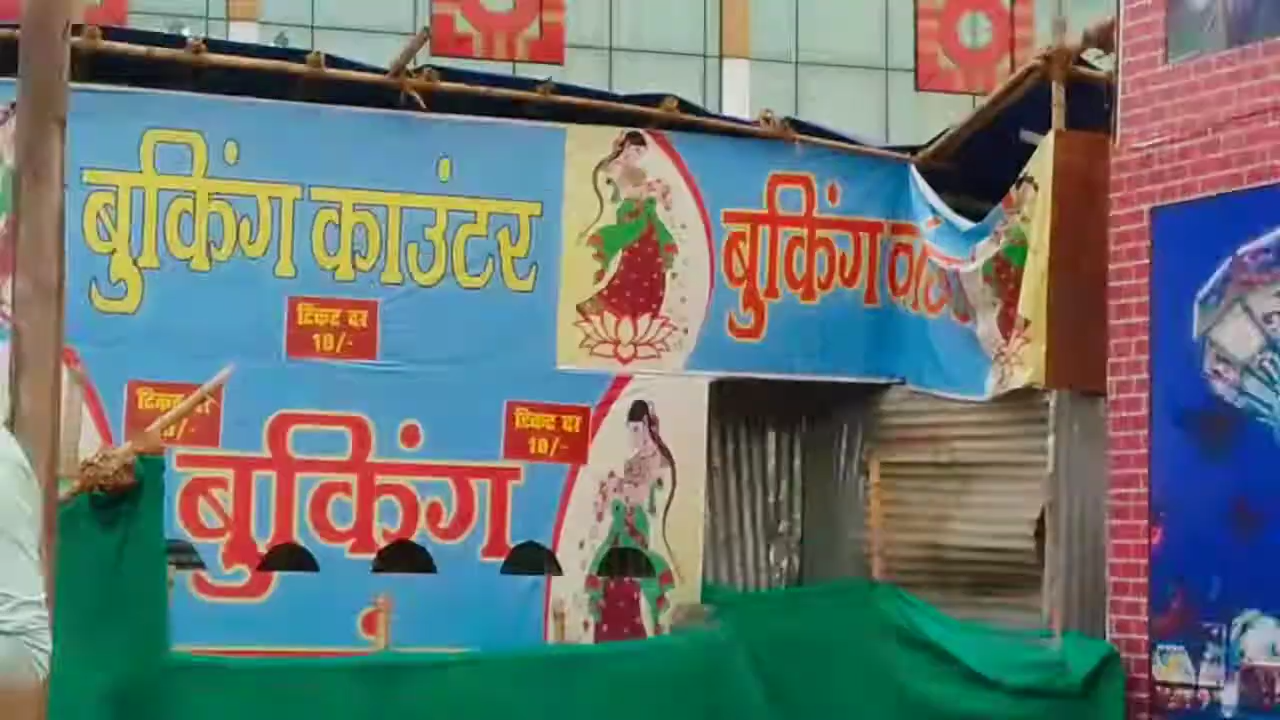 बुकिंग काउंटर
बुकिंग
टिकट दर
10/-
टिकट दर
10/-
बुकिंग